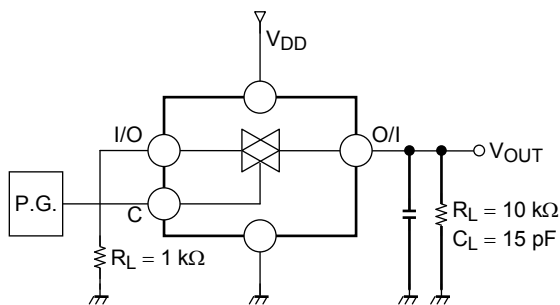 V_DD
I/O
O/I
V_OUT
P.G.
C
R_L = 10 kΩ
C_L = 15 pF
R_L = 1 kΩ